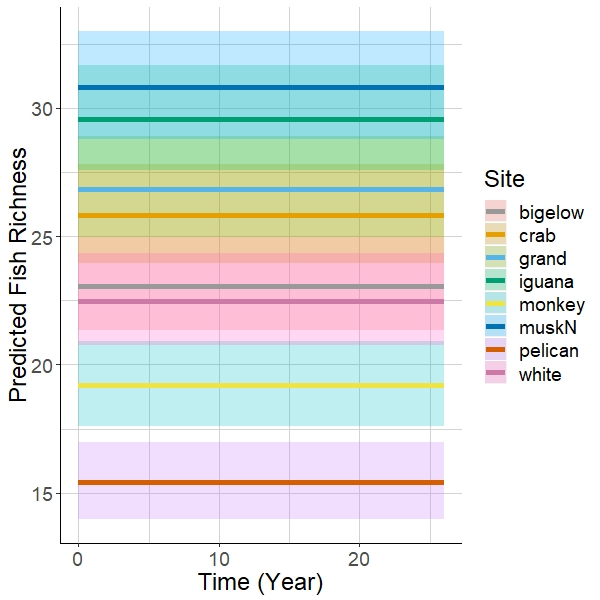 Predicted Fish Richness
30
25
20
15
0
10
20
Time (Year)
Site
bigelow
crab
grand
iguana
monkey
muskN
pelican
white